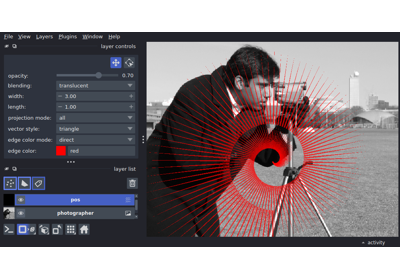 File View Layers Plugins Window Help
layer controls
opacity: 0.70
blending: translucent
width: 3.00
length: 1.00
projection mode: all
vector style: triangle
edge color mode: direct
edge color: red
layer list
pos
photographer
activity